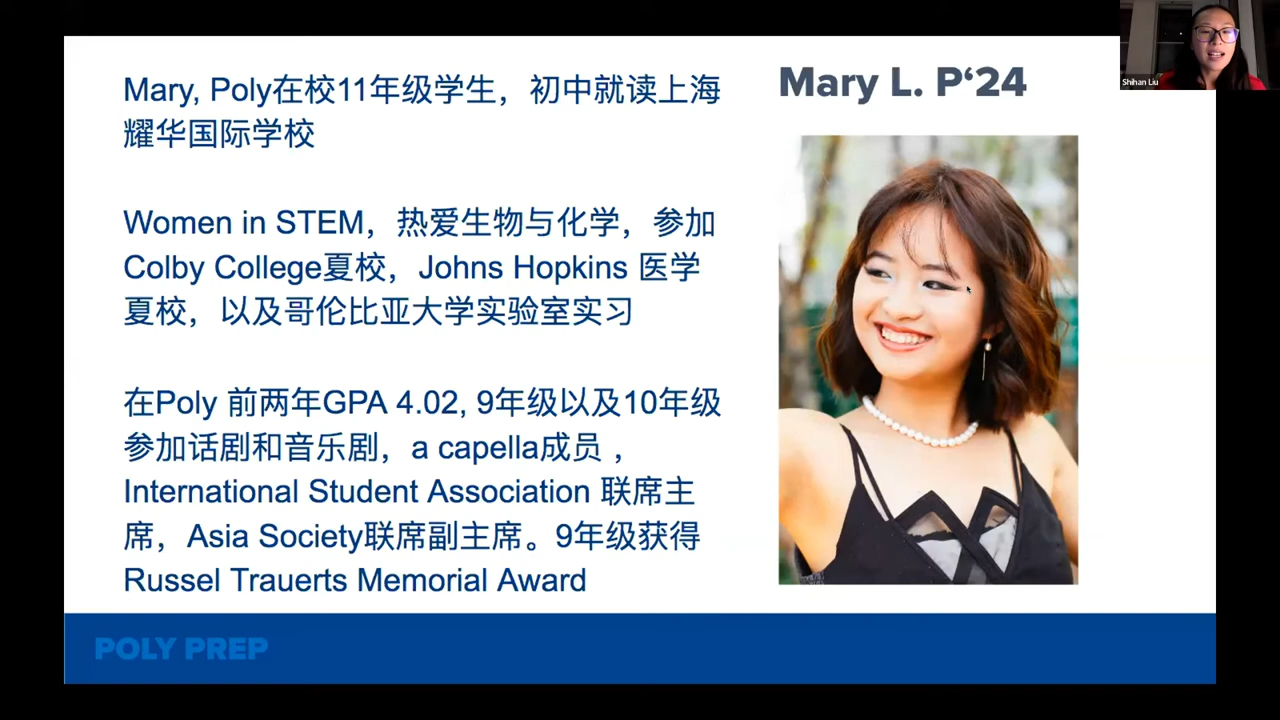 Mary, Poly在校11年级学生，初中就读上海
耀华国际学校
Women in STEM，热爱生物与化学，参加
Colby College夏校，Johns Hopkins 医学
夏校，以及哥伦比亚大学实验室实习
在Poly 前两年GPA 4.02, 9年级以及10年级
参加话剧和音乐剧，a capella成员 ，
International Student Association 联席主
席，Asia Society联席副主席。9年级获得
Russel Trauerts Memorial Award
Mary L. P‘24
Shihan Liu
POLY PREP